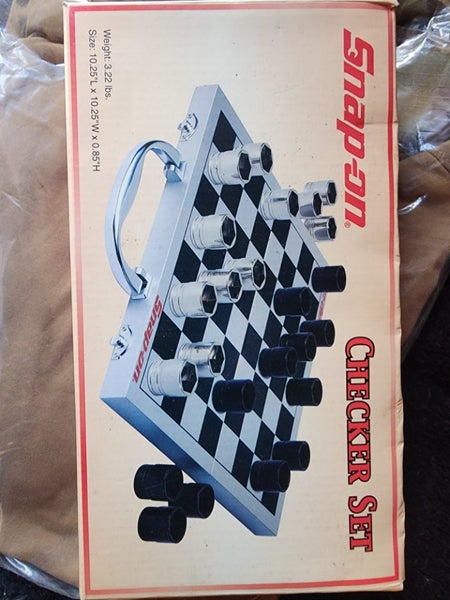 Snap-on®
CHECKER SET
Snap-on
Weight: 3.22 lbs.
Size: 10.25"L x 10.25"W x 0.85"H